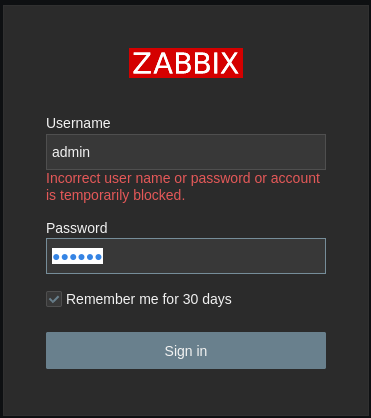 ZABBIX
Username
admin
Incorrect user name or password or account
is temporarily blocked.
Password
••••••
Remember me for 30 days
Sign in